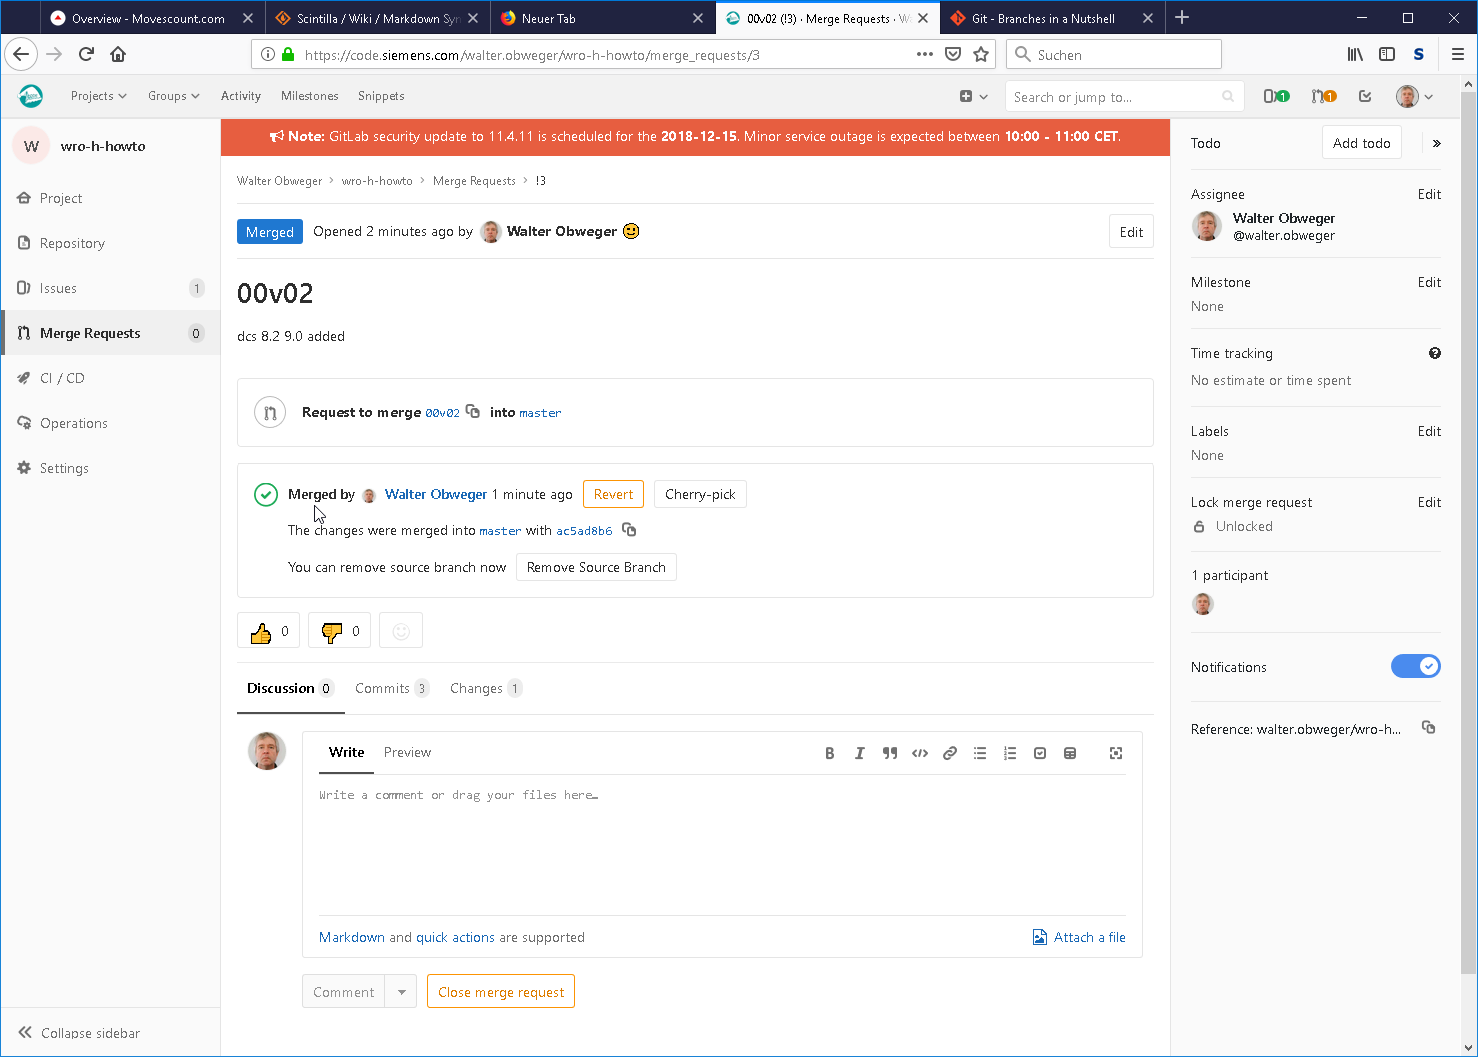 Overview - Movescount.com
Scintilla / Wiki / Markdown Syn
Neuer Tab
00v02 (!3) · Merge Requests · W
Git - Branches in a Nutshell
https://code.siemens.com/walter.obweger/wro-h-howto/merge_requests/3
Suchen
S
Projects
Groups
Activity
Milestones
Snippets
Search or jump to...
1
1
W
wro-h-howto
Project
Repository
Issues 1
Merge Requests 0
CI / CD
Operations
Settings
Collapse sidebar
Note: GitLab security update to 11.4.11 is scheduled for the 2018-12-15. Minor service outage is expected between 10:00 - 11:00 CET.
Walter Obweger > wro-h-howto > Merge Requests > !3
Merged Opened 2 minutes ago by Walter Obweger
Edit
00v02
dcs 8.2 9.0 added
Request to merge 00v02 into master
Merged by Walter Obweger 1 minute ago Revert Cherry-pick
The changes were merged into master with ac5ad8b6
You can remove source branch now Remove Source Branch
0 0
Discussion 0 Commits 3 Changes 1
Write Preview
Write a comment or drag your files here…
Markdown and quick actions are supported
Attach a file
Comment
Close merge request
Todo
Add todo
Assignee Edit
Walter Obweger
@walter.obweger
Milestone Edit
None
Time tracking
No estimate or time spent
Labels Edit
None
Lock merge request Edit
Unlocked
1 participant
Notifications
Reference: walter.obweger/wro-h...